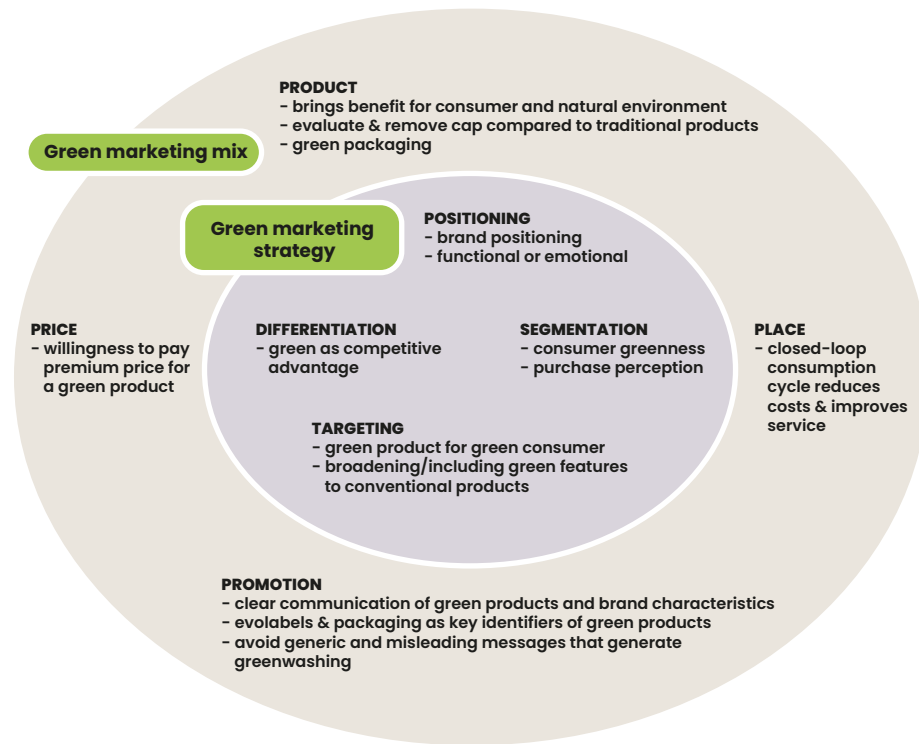 PRODUCT
- brings benefit for consumer and natural environment
- evaluate & remove cap compared to traditional products
- green packaging
Green marketing mix
Green marketing
strategy
POSITIONING
- brand positioning
- functional or emotional
PRICE
- willingness to pay
premium price for
a green product
DIFFERENTIATION
- green as competitive
advantage
SEGMENTATION
- consumer greenness
- purchase perception
PLACE
- closed-loop
consumption
cycle reduces
costs & improves
service
TARGETING
- green product for green consumer
- broadening/including green features
to conventional products
PROMOTION
- clear communication of green products and brand characteristics
- evolabels & packaging as key identifiers of green products
- avoid generic and misleading messages that generate
greenwashing